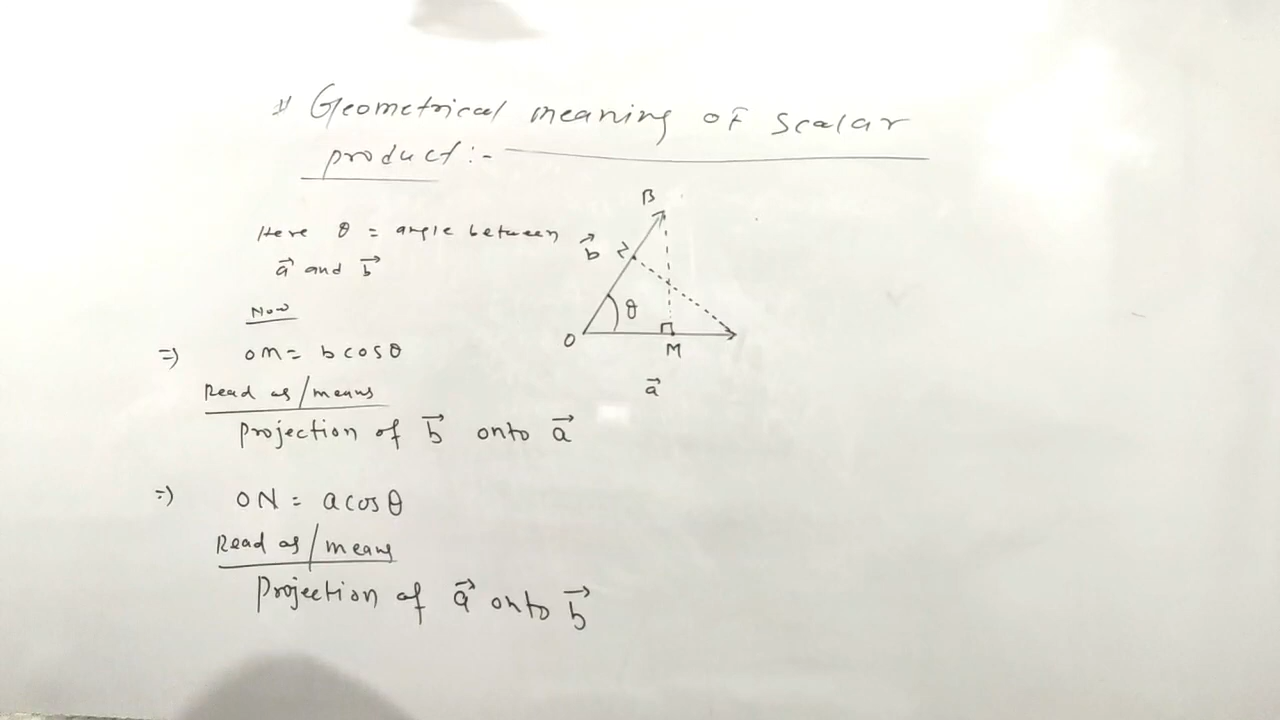 * Geometrical meaning of scalar
product :-
Here θ = angle between
a⃗ and b⃗
Now
=) OM = b cos θ
Read as / means
Projection of b⃗ onto a⃗
=) ON = a cos θ
Read as / means
Projection of a⃗ onto b⃗
B
b⃗ N
θ
O
M
a⃗